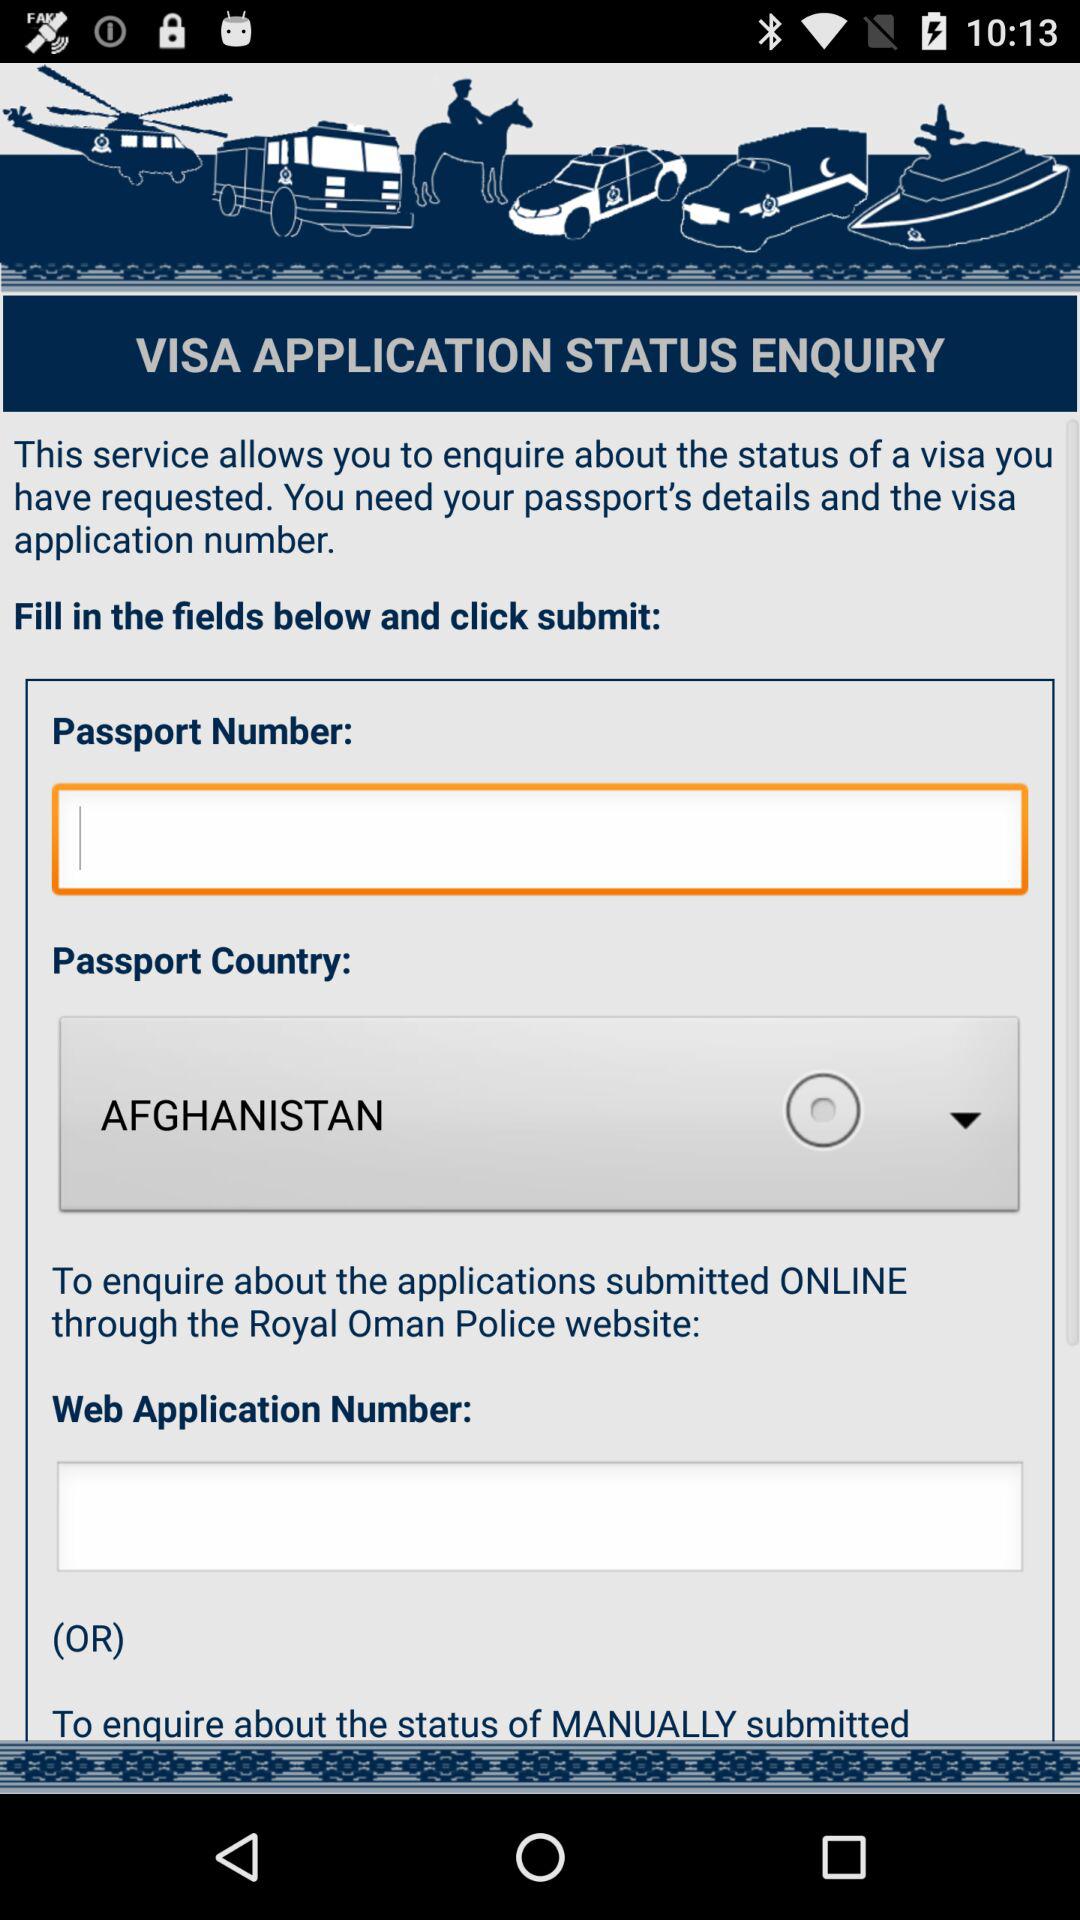 FAKE
10:13
VISA APPLICATION STATUS ENQUIRY
This service allows you to enquire about the status of a visa you
have requested. You need your passport’s details and the visa
application number.
Fill in the fields below and click submit:
Passport Number:
Passport Country:
AFGHANISTAN
To enquire about the applications submitted ONLINE
through the Royal Oman Police website:
Web Application Number:
(OR)
To enquire about the status of MANUALLY submitted